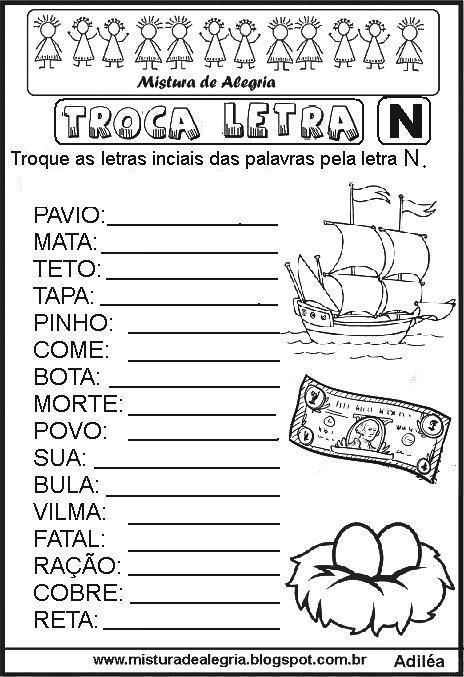 Mistura de Alegria
TROCA LETRA N
Troque as letras inciais das palavras pela letra N.
PAVIO:
MATA:
TETO:
TAPA:
PINHO:
COME:
BOTA:
MORTE:
POVO:
SUA:
BULA:
VILMA:
FATAL:
RAÇÃO:
COBRE:
RETA:
www.misturadealegria.blogspot.com.br Adiléa